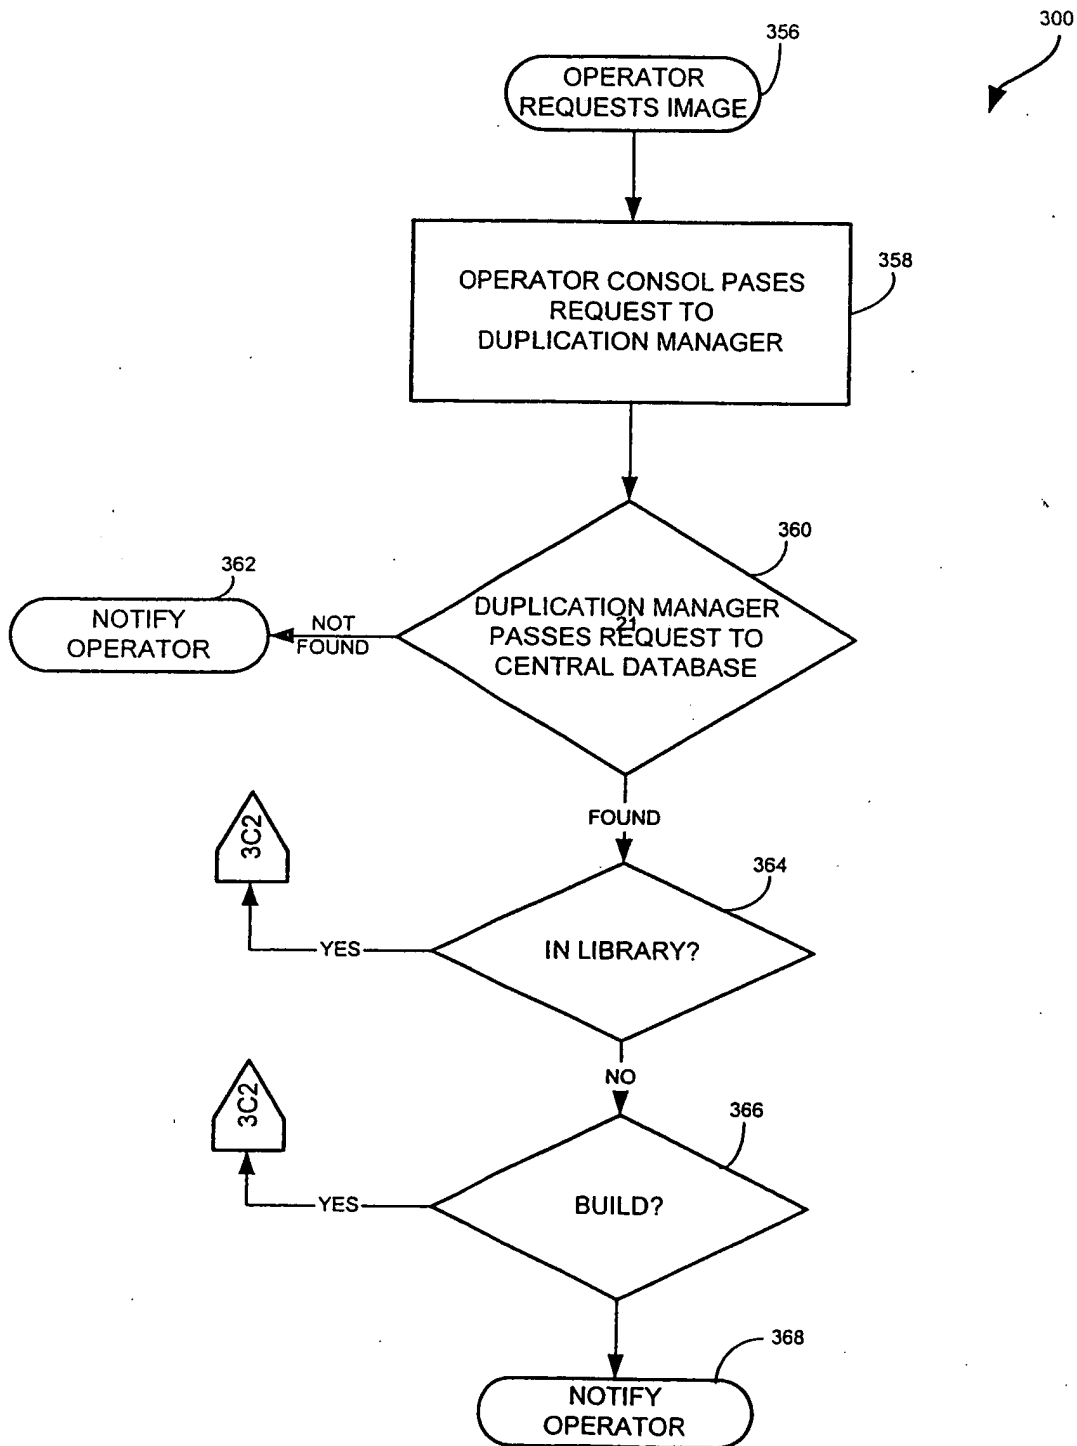 300
356
OPERATOR
REQUESTS IMAGE
358
OPERATOR CONSOL PASES
REQUEST TO
DUPLICATION MANAGER
360
362
NOTIFY
OPERATOR
NOT
FOUND
DUPLICATION MANAGER
21
PASSES REQUEST TO
CENTRAL DATABASE
FOUND
3C2
364
YES
IN LIBRARY?
NO
3C2
366
YES
BUILD?
368
NOTIFY
OPERATOR